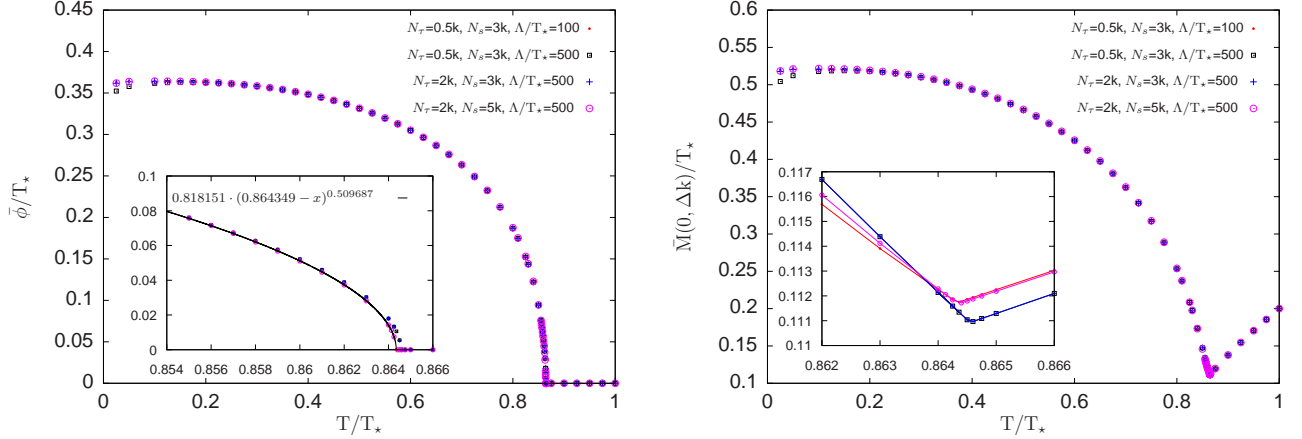 0.45
0.4
0.35
0.3
0.25
0.2
0.15
0.1
0.05
0
ϕ̄/T⋆
N_τ=0.5k, N_s=3k, Λ/T⋆=100
N_τ=0.5k, N_s=3k, Λ/T⋆=500
N_τ=2k, N_s=3k, Λ/T⋆=500
N_τ=2k, N_s=5k, Λ/T⋆=500
0.1
0.08
0.06
0.04
0.02
0
0.818151 · (0.864349 − x)^0.509687
0.854 0.856 0.858 0.86 0.862 0.864 0.866
0 0.2 0.4 0.6 0.8 1
T/T⋆
0.6
0.55
0.5
0.45
0.4
0.35
0.3
0.25
0.2
0.15
0.1
M̄(0, Δk)/T⋆
N_τ=0.5k, N_s=3k, Λ/T⋆=100
N_τ=0.5k, N_s=3k, Λ/T⋆=500
N_τ=2k, N_s=3k, Λ/T⋆=500
N_τ=2k, N_s=5k, Λ/T⋆=500
0.117
0.116
0.115
0.114
0.113
0.112
0.111
0.11
0.862 0.863 0.864 0.865 0.866
0 0.2 0.4 0.6 0.8 1
T/T⋆